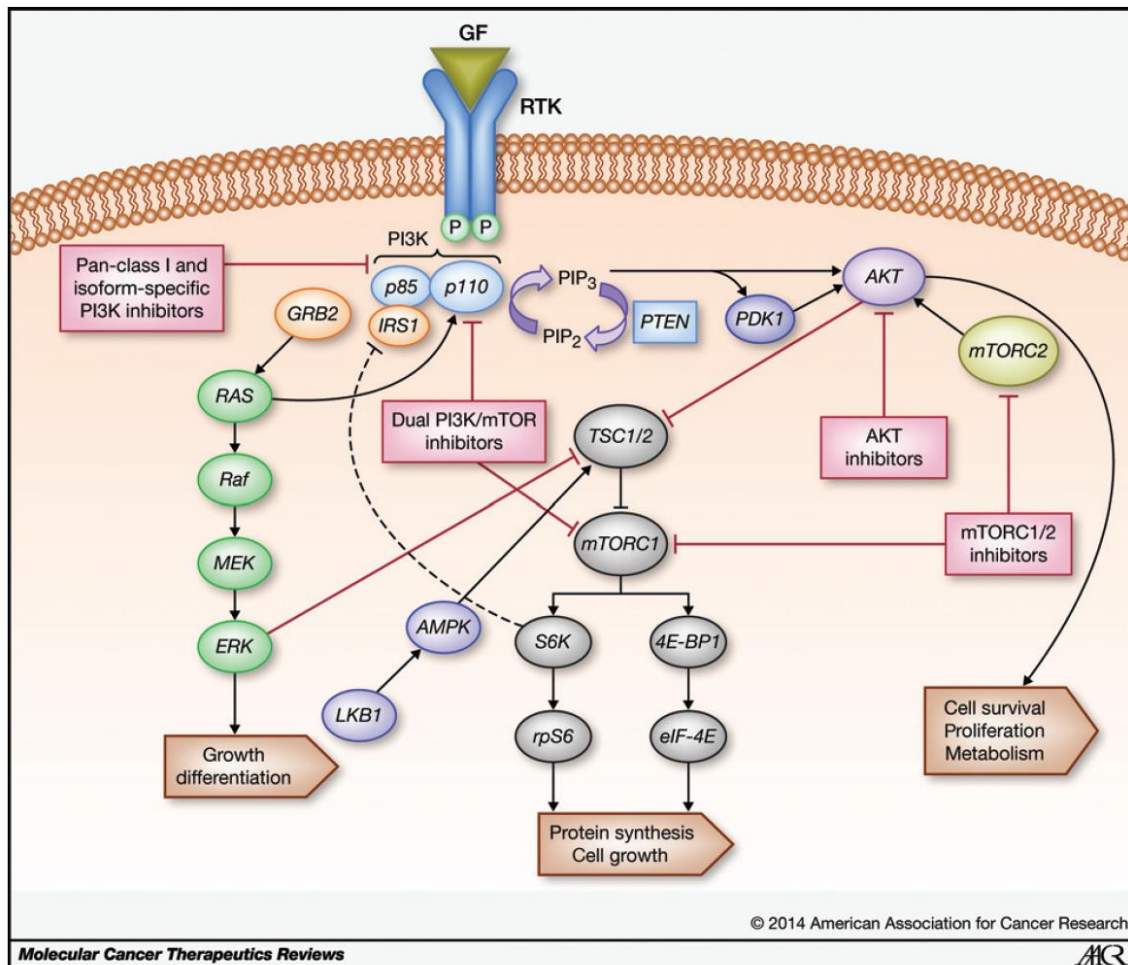 GF
RTK
P P
PI3K
Pan-class I and
isoform-specific
PI3K inhibitors
p85
p110
IRS1
GRB2
PIP3
PIP2
PTEN
PDK1
AKT
mTORC2
RAS
Dual PI3K/mTOR
inhibitors
TSC1/2
AKT
inhibitors
Raf
mTORC1
mTORC1/2
inhibitors
MEK
AMPK
S6K
4E-BP1
ERK
LKB1
rpS6
eIF-4E
Growth
differentiation
Cell survival
Proliferation
Metabolism
Protein synthesis
Cell growth
© 2014 American Association for Cancer Research
Molecular Cancer Therapeutics Reviews
AACR